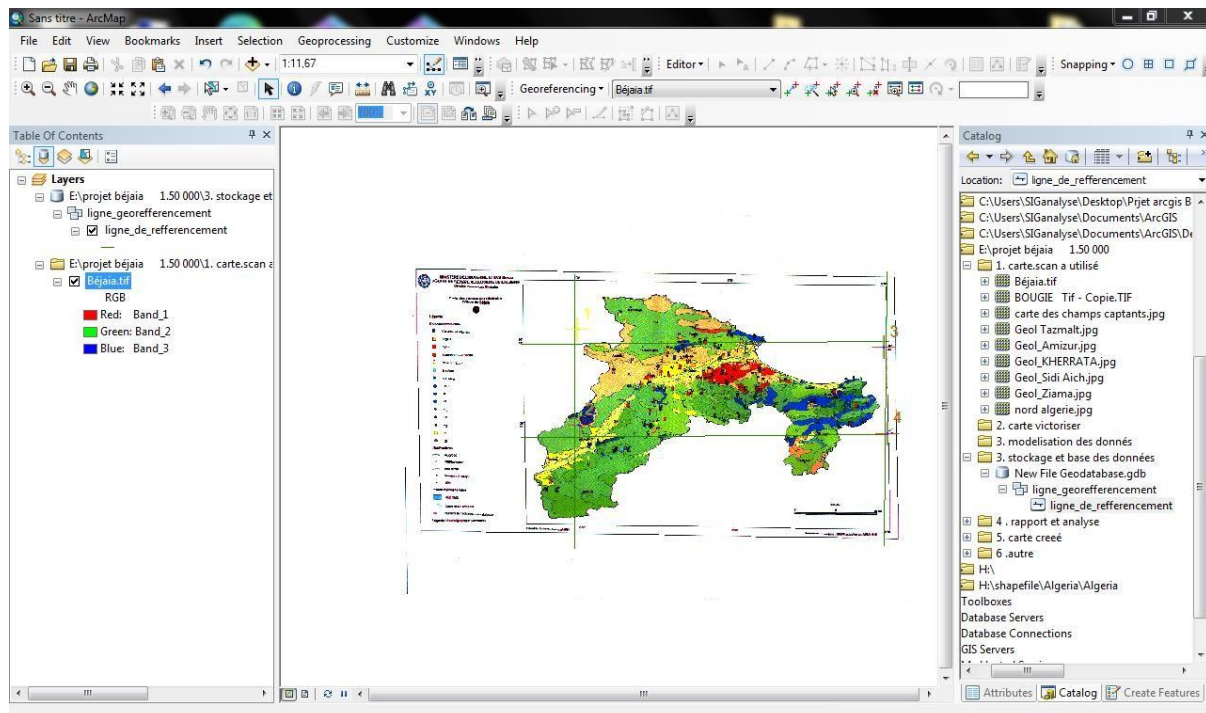 Sans titre - ArcMap
File Edit View Bookmarks Insert Selection Geoprocessing Customize Windows Help
1:11,67
Editor
Snapping
Georeferencing
Béjaia.tif
100%
Table Of Contents
Layers
E:\projet béjaia 1.50 000\3. stockage et
ligne_georefferencement
ligne_de_refferencement
E:\projet béjaia 1.50 000\1. carte.scan a
Béjaia.tif
RGB
Red: Band_1
Green: Band_2
Blue: Band_3
1
3
4
Catalog
Location: ligne_de_refferencement
C:\Users\SIGanalyse\Desktop\Prjet arcgis B
C:\Users\SIGanalyse\Documents\ArcGIS
C:\Users\SIGanalyse\Documents\ArcGIS\De
E:\projet béjaia 1.50 000
1. carte.scan a utilisé
Béjaia.tif
BOUGIE Tif - Copie.TIF
carte des champs captants.jpg
Geol Tazmalt.jpg
Geol_Amizur.jpg
Geol_KHERRATA.jpg
Geol_Sidi Aich.jpg
Geol_Ziama.jpg
nord algerie.jpg
2. carte victoriser
3. modelisation des donnés
3. stockage et base des données
New File Geodatabase.gdb
ligne_georefferencement
ligne_de_refferencement
4 . rapport et analyse
5. carte creeé
6 .autre
H:\
H:\shapefile\Algeria\Algeria
Toolboxes
Database Servers
Database Connections
GIS Servers
Attributes Catalog Create Features